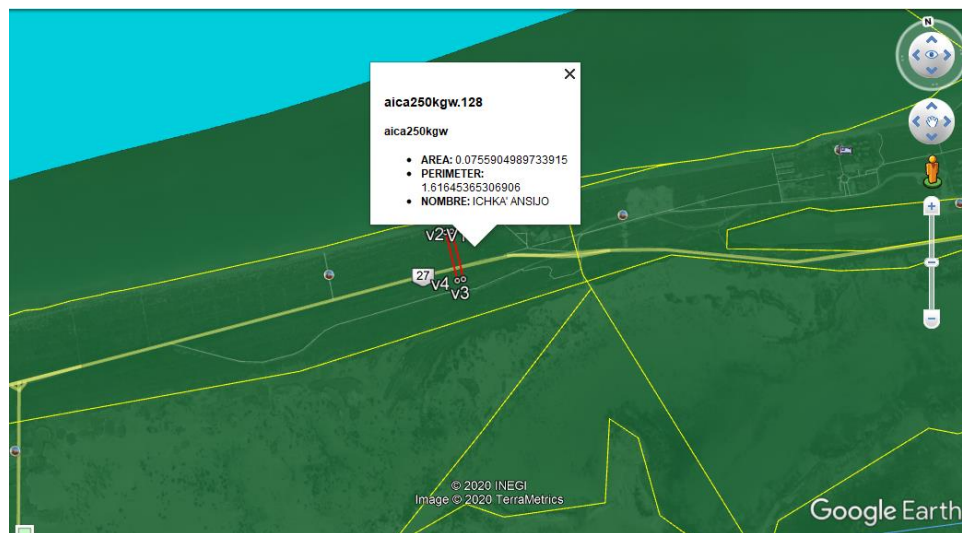 N
aica250kgw.128
aica250kgw
AREA: 0.0755904989733915
PERIMETER:
1.61645365306906
NOMBRE: ICHKA' ANSIJO
v2 v1
27
v4
v3
© 2020 INEGI
Image © 2020 TerraMetrics
Google Earth